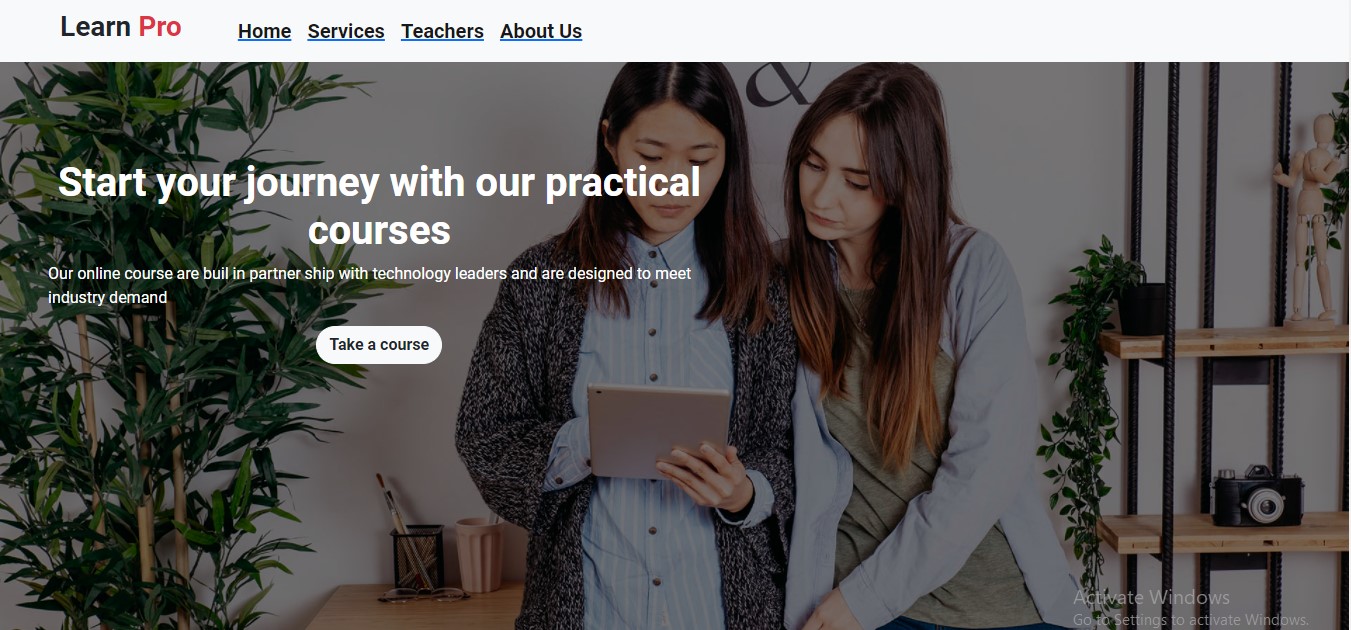 Learn Pro
Home Services Teachers About Us
&
Start your journey with our practical
courses
Our online course are buil in partner ship with technology leaders and are designed to meet
industry demand
Take a course
Activate Windows
Go to Settings to activate Windows.